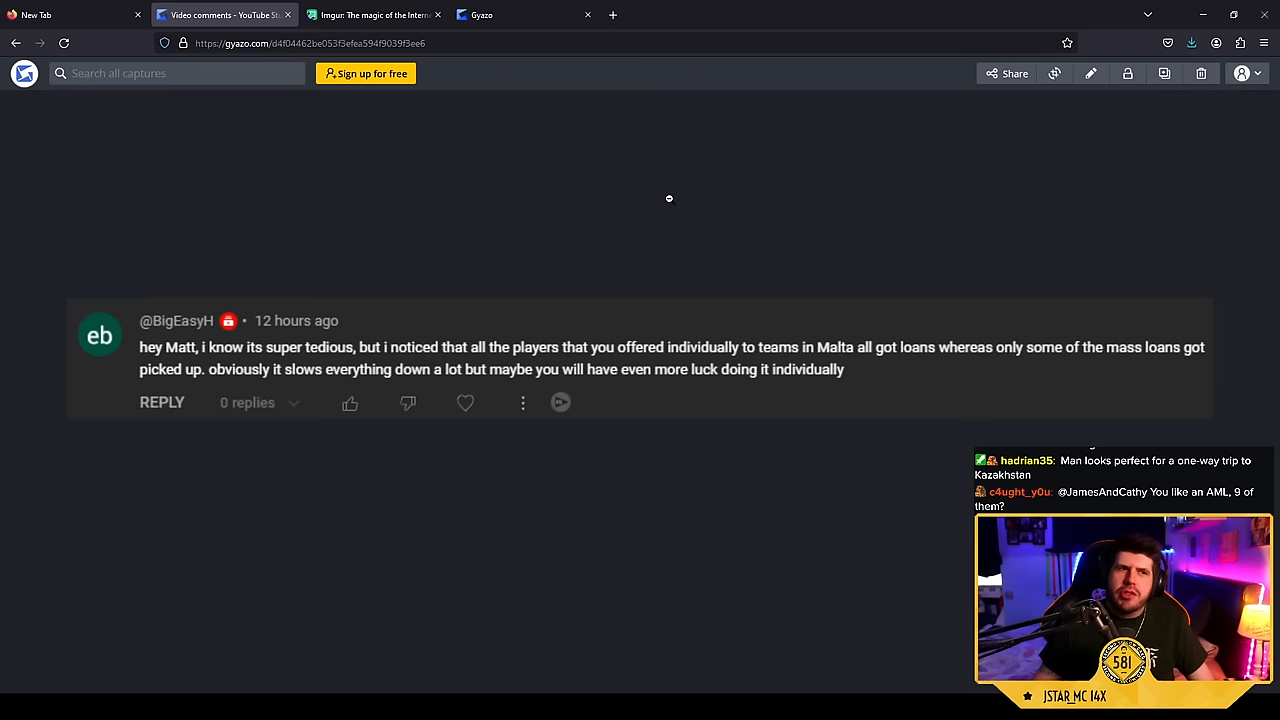 New Tab
Video comments - YouTube St
Imgur: The magic of the Interne
Gyazo
https://gyazo.com/d4f04462be053f3efea594f9039f3ee6
Search all captures
Sign up for free
Share
eb
@BigEasyH • 12 hours ago
hey Matt, i know its super tedious, but i noticed that all the players that you offered individually to teams in Malta all got loans whereas only some of the mass loans got
picked up. obviously it slows everything down a lot but maybe you will have even more luck doing it individually
REPLY 0 replies
hadrian35: Man looks perfect for a one-way trip to
Kazakhstan
c4ught_y0u: @JamesAndCathy You like an AML, 9 of
them?
581
JSTAR_MC 14X